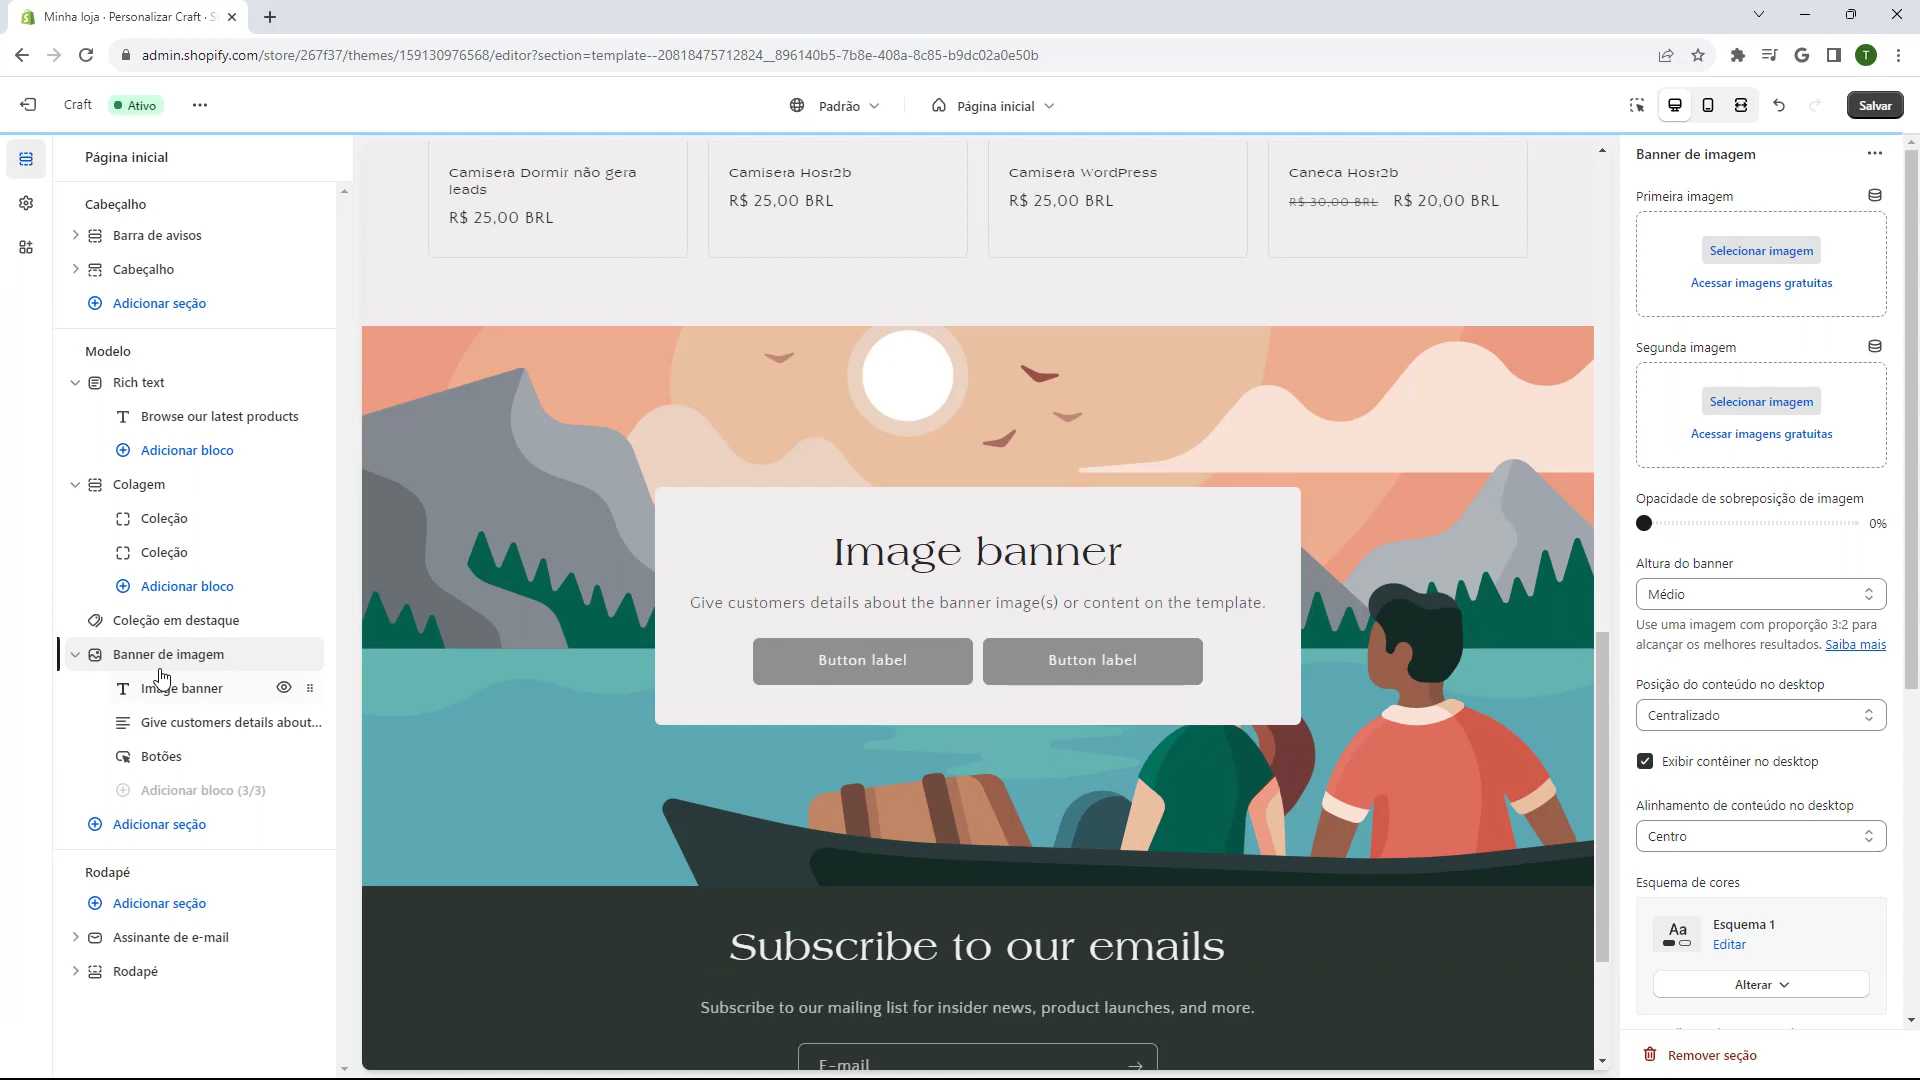 Minha loja · Personalizar Craft · S
admin.shopify.com/store/267f37/themes/159130976568/editor?section=template--20818475712824__896140b5-7b8e-408a-8c85-b9dc02a0e50b
T
Craft
Ativo
Padrão
Página inicial
Salvar
Página inicial
Cabeçalho
Barra de avisos
Cabeçalho
Adicionar seção
Modelo
Rich text
Browse our latest products
Adicionar bloco
Colagem
Coleção
Coleção
Adicionar bloco
Coleção em destaque
Banner de imagem
Image banner
Give customers details about...
Botões
Adicionar bloco (3/3)
Adicionar seção
Rodapé
Adicionar seção
Assinante de e-mail
Rodapé
Camiseta Dormir não gera
leads
R$ 25,00 BRL
Camiseta Host2b
R$ 25,00 BRL
Camiseta WordPress
R$ 25,00 BRL
Caneca Host2b
R$ 30,00 BRL R$ 20,00 BRL
Image banner
Give customers details about the banner image(s) or content on the template.
Button label
Button label
Subscribe to our emails
Subscribe to our mailing list for insider news, product launches, and more.
E-mail
Banner de imagem
Primeira imagem
Selecionar imagem
Acessar imagens gratuitas
Segunda imagem
Selecionar imagem
Acessar imagens gratuitas
Opacidade de sobreposição de imagem
0%
Altura do banner
Médio
Use uma imagem com proporção 3:2 para
alcançar os melhores resultados. Saiba mais
Posição do conteúdo no desktop
Centralizado
Exibir contêiner no desktop
Alinhamento de conteúdo no desktop
Centro
Esquema de cores
Aa
Esquema 1
Editar
Alterar
Remover seção